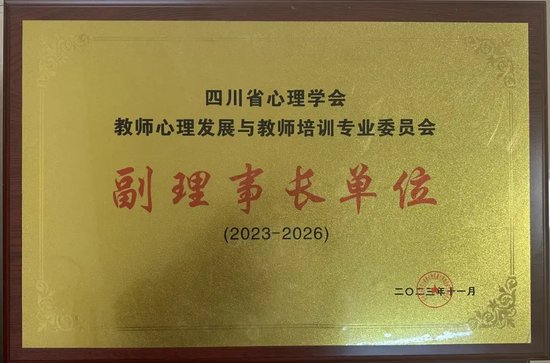 四川省心理学会
教师心理发展与教师培训专业委员会
副理事长单位
(2023-2026)
二〇二三年十一月